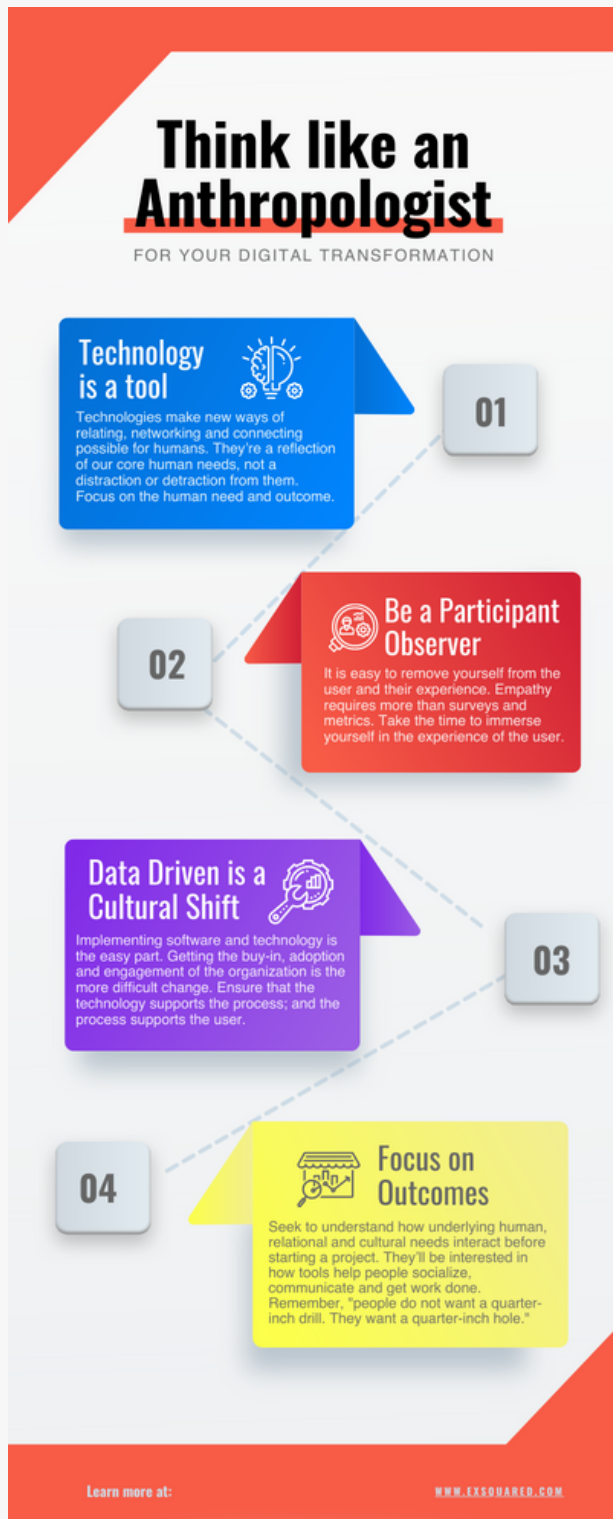 Think like an
Anthropologist
FOR YOUR DIGITAL TRANSFORMATION
Technology
is a tool
Technologies make new ways of
relating, networking and connecting
possible for humans. They're a reflection
of our core human needs, not a
distraction or detraction from them.
Focus on the human need and outcome.
01
02
Be a Participant
Observer
It is easy to remove yourself from the
user and their experience. Empathy
requires more than surveys and
metrics. Take the time to immerse
yourself in the experience of the user.
Data Driven is a
Cultural Shift
Implementing software and technology is
the easy part. Getting the buy-in, adoption
and engagement of the organization is the
more difficult change. Ensure that the
technology supports the process; and the
process supports the user.
03
04
Focus on
Outcomes
Seek to understand how underlying human,
relational and cultural needs interact before
starting a project. They'll be interested in
how tools help people socialize,
communicate and get work done.
Remember, "people do not want a quarter-
inch drill. They want a quarter-inch hole."
Learn more at:
WWW.EXSQUARED.COM